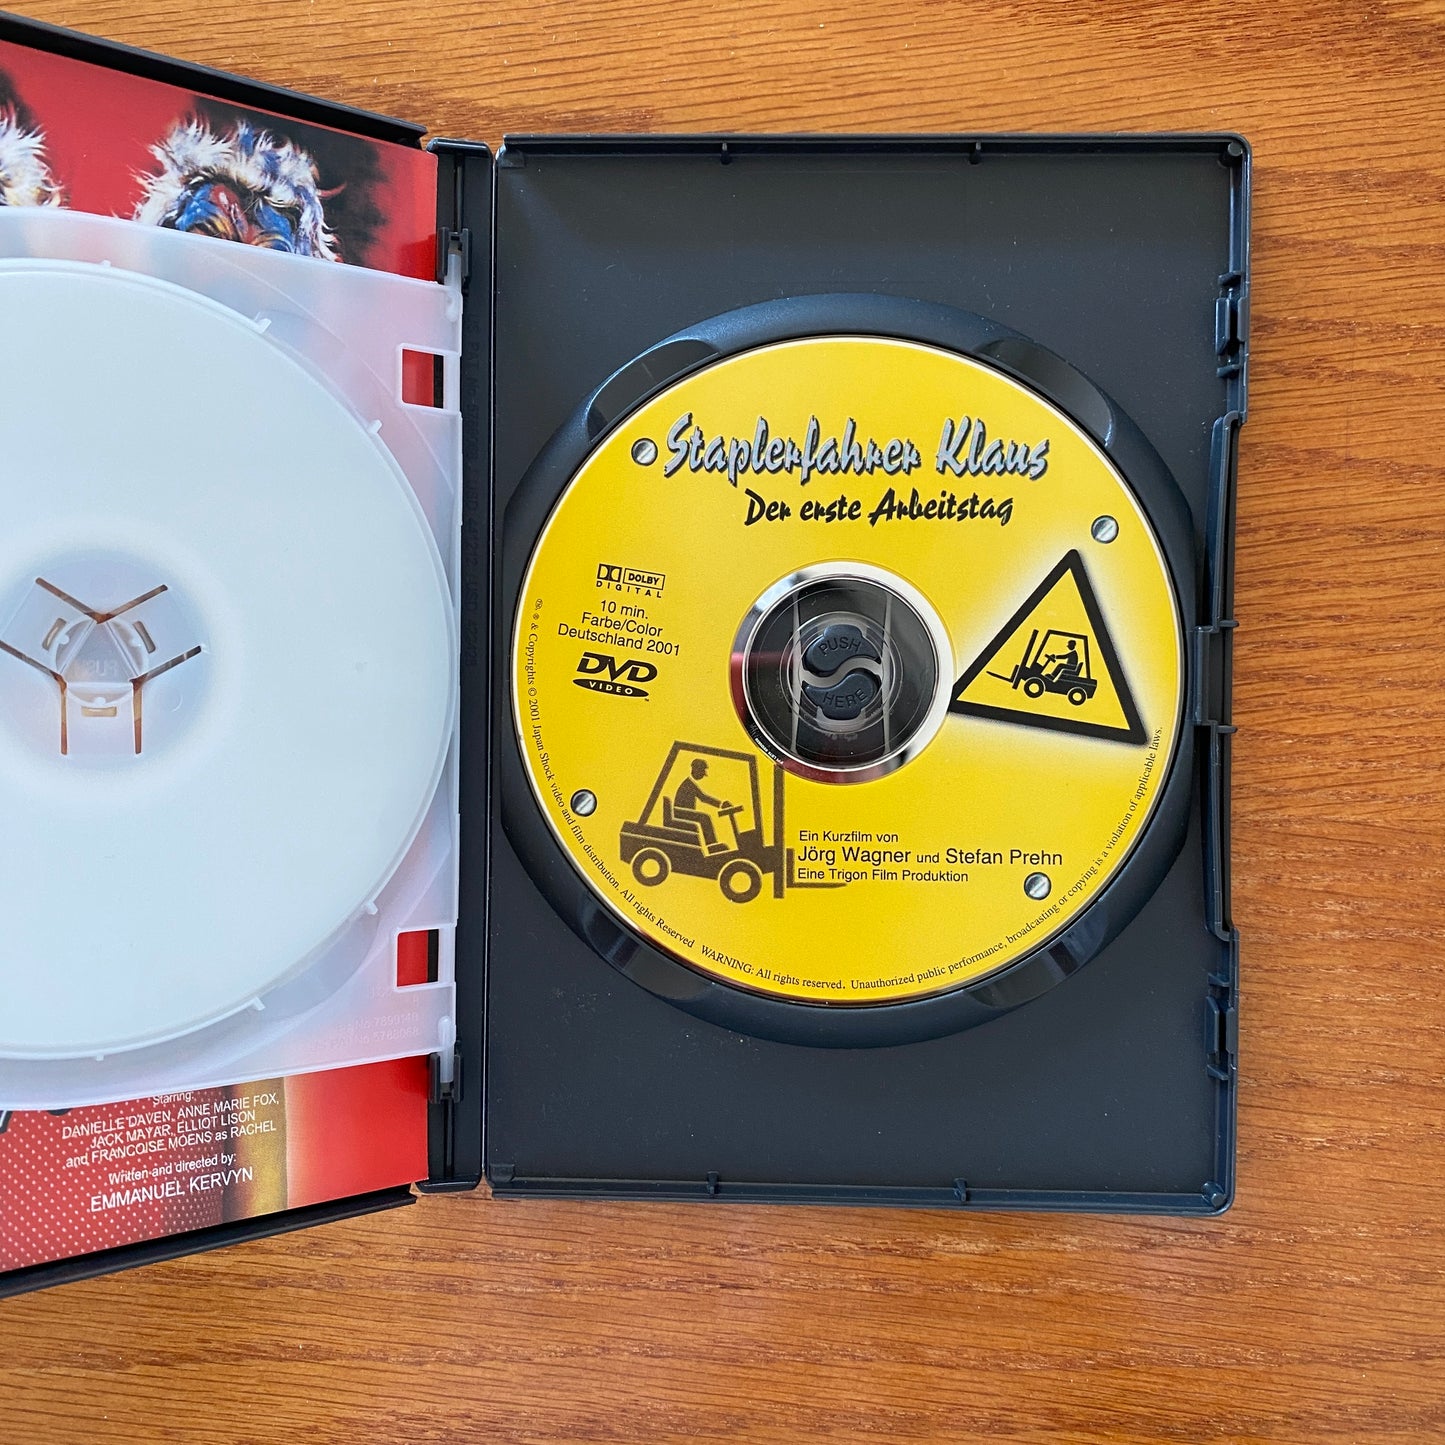 Staplerfahrer Klaus
Der erste Arbeitstag
DOLBY
DIGITAL
10 min.
Farbe/Color
Deutschland 2001
DVD
VIDEO
™
PUSH
HERE
Ein Kurzfilm von
Jörg Wagner und Stefan Prehn
Eine Trigon Film Produktion
& Copyrights © 2001 Japan Shock video and film distribution. All rights Reserved WARNING: All rights reserved. Unauthorized public performance, broadcasting or copying is a violation of applicable laws.
PUSH
Starring:
DANIELLE DAVEN, ANNE MARIE FOX,
JACK MAYAR, ELLIOT LISON
and FRANCOISE MOENS as RACHEL
Written and directed by:
EMMANUEL KERVYN